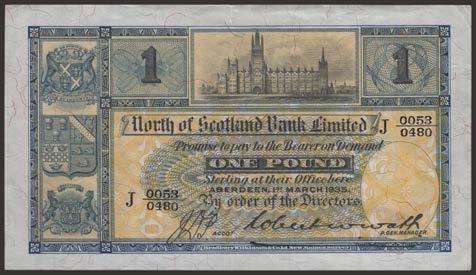 1 1
North of Scotland Bank Limited
J 0053/0480
Promise to pay to the Bearer on Demand
ONE POUND
Sterling at their Office here
ABERDEEN, 1ST MARCH 1935.
J 0053/0480
By order of the Directors.
ACCOT
P. GEN. MANAGER.